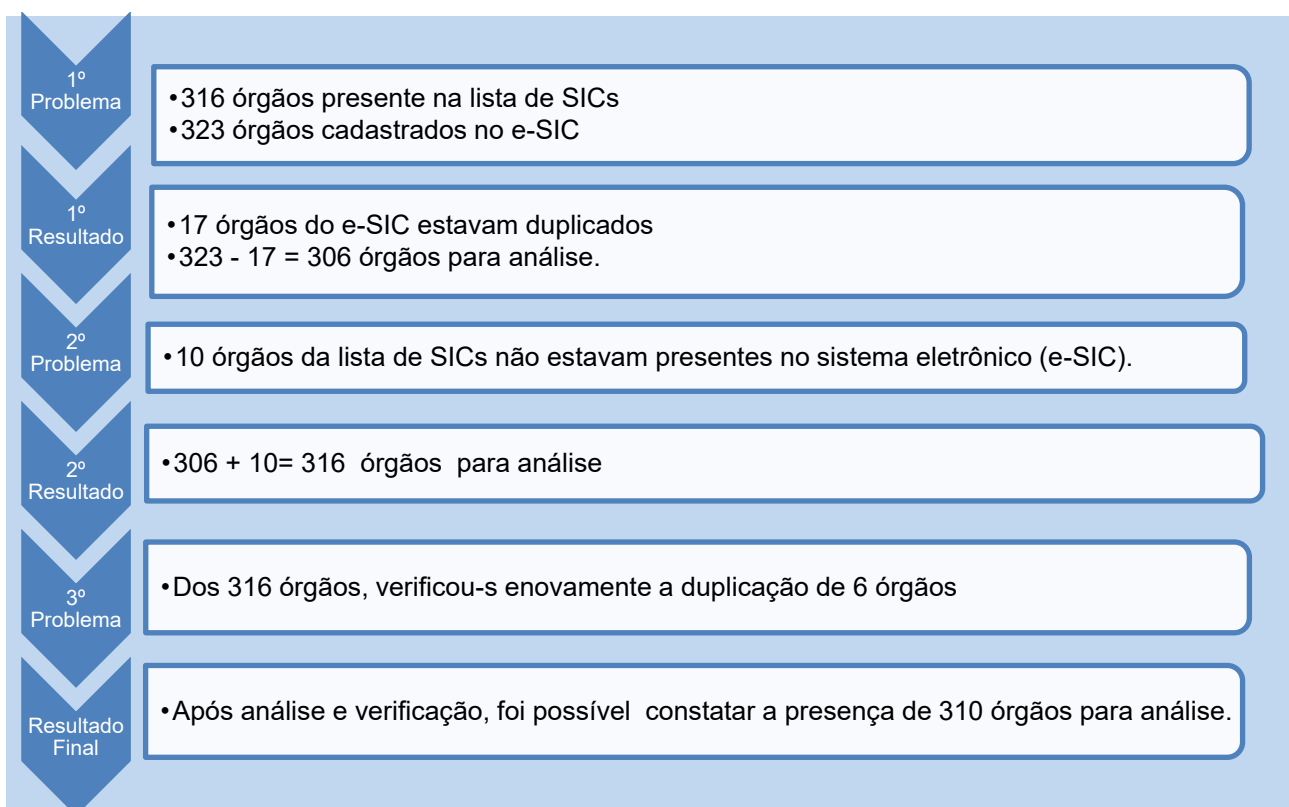 1º
Problema
•316 órgãos presente na lista de SICs
•323 órgãos cadastrados no e-SIC
1º
Resultado
•17 órgãos do e-SIC estavam duplicados
•323 - 17 = 306 órgãos para análise.
2º
Problema
•10 órgãos da lista de SICs não estavam presentes no sistema eletrônico (e-SIC).
2º
Resultado
•306 + 10= 316 órgãos para análise
3º
Problema
•Dos 316 órgãos, verificou-s enovamente a duplicação de 6 órgãos
Resultado
Final
•Após análise e verificação, foi possível constatar a presença de 310 órgãos para análise.